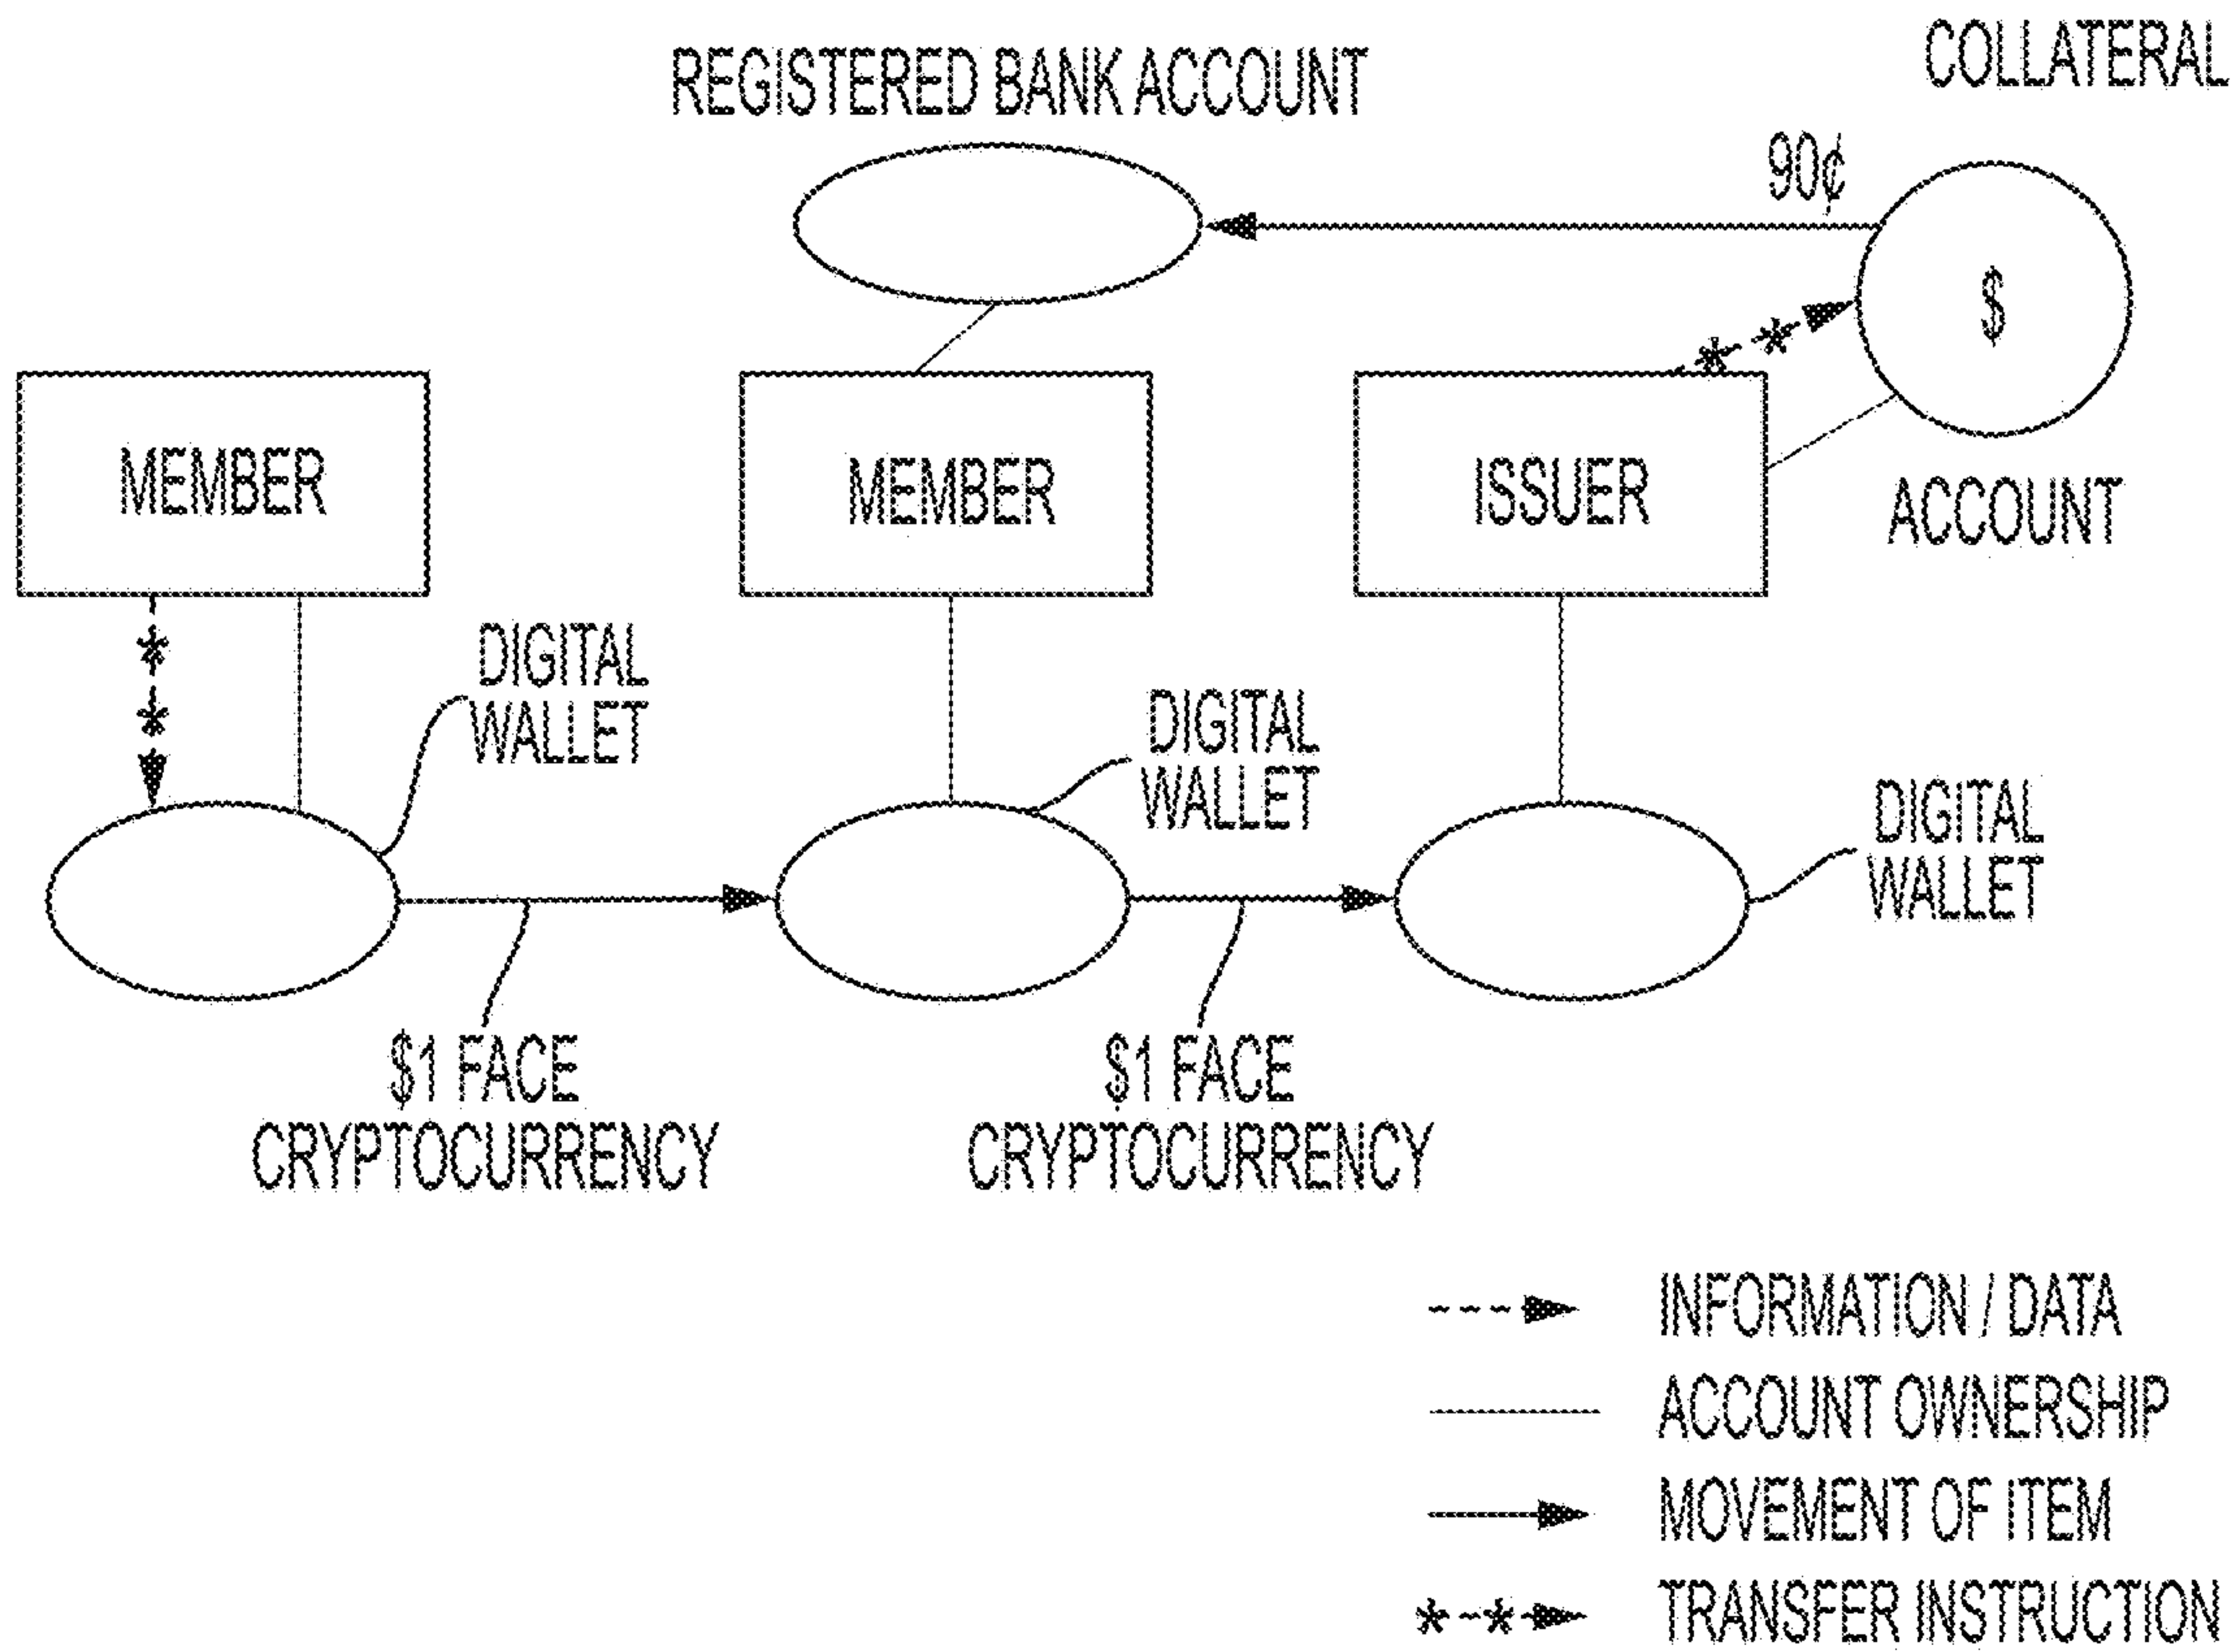 COLLATERAL
REGISTERED BANK ACCOUNT
90¢
$
MEMBER
MEMBER
ISSUER
ACCOUNT
DIGITAL
WALLET
DIGITAL
WALLET
DIGITAL
WALLET
$1 FACE
CRYPTOCURRENCY
$1 FACE
CRYPTOCURRENCY
INFORMATION / DATA
ACCOUNT OWNERSHIP
MOVEMENT OF ITEM
TRANSFER INSTRUCTION